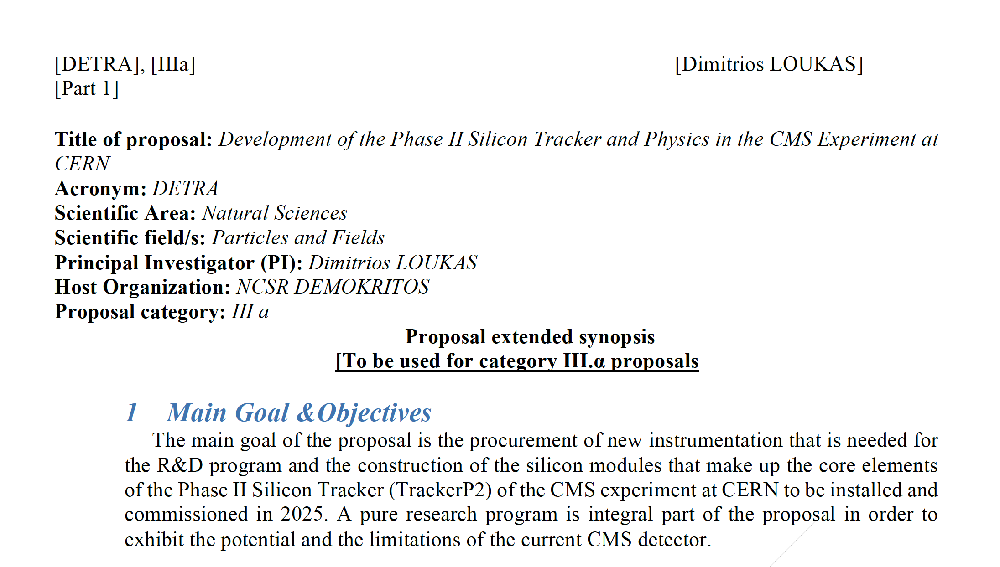 [DETRA], [IIIa] [Dimitrios LOUKAS]
[Part 1]
Title of proposal: Development of the Phase II Silicon Tracker and Physics in the CMS Experiment at
CERN
Acronym: DETRA
Scientific Area: Natural Sciences
Scientific field/s: Particles and Fields
Principal Investigator (PI): Dimitrios LOUKAS
Host Organization: NCSR DEMOKRITOS
Proposal category: III a
Proposal extended synopsis
[To be used for category III.α proposals
1 Main Goal &Objectives
The main goal of the proposal is the procurement of new instrumentation that is needed for
the R&D program and the construction of the silicon modules that make up the core elements
of the Phase II Silicon Tracker (TrackerP2) of the CMS experiment at CERN to be installed and
commissioned in 2025. A pure research program is integral part of the proposal in order to
exhibit the potential and the limitations of the current CMS detector.